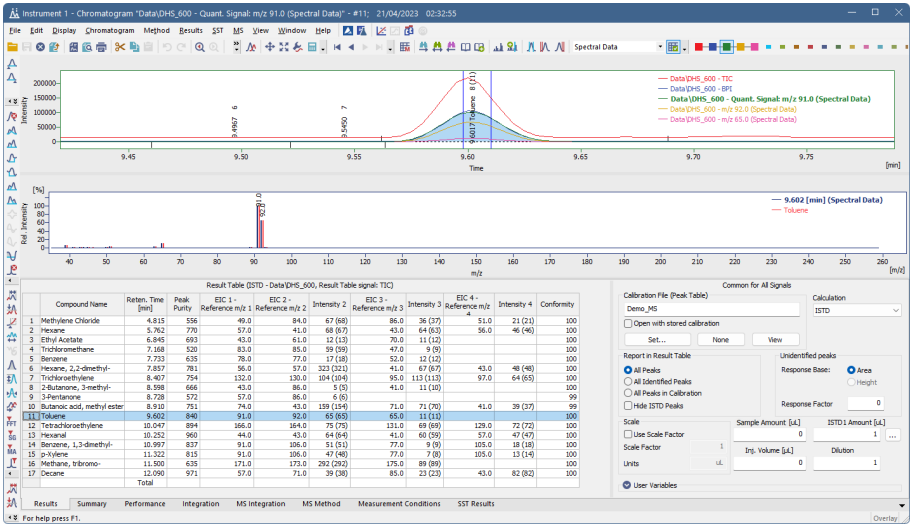 Instrument 1 - Chromatogram "Data\DHS_600 - Quant. Signal: m/z 91.0 (Spectral Data)" - #11; 21/04/2023 02:32:55
File Edit Display Chromatogram Method Results SST MS View Window Help
Spectral Data
Intensity
200000
150000
100000
50000
0
9.4967 6
9.5450 7
9.6017 Toluene 8 (11)
Data\DHS_600 - TIC
Data\DHS_600 - BPI
Data\DHS_600 - Quant. Signal: m/z 91.0 (Spectral Data)
Data\DHS_600 - m/z 92.0 (Spectral Data)
Data\DHS_600 - m/z 65.0 (Spectral Data)
9.45 9.50 9.55 9.60 9.65 9.70 9.75
Time [min]
[%]
Rel. Intensity
100
80
60
40
20
0
91.0
92.0
9.602 [min] (Spectral Data)
Toluene
40 50 60 70 80 90 100 110 120 130 140 150 160 170 180 190 200 210 220 230 240 250 260
m/z [m/z]
Result Table (ISTD - Data\DHS_600, Result Table signal: TIC)
Compound Name Reten. Time [min] Peak Purity EIC 1 - Reference m/z 1 EIC 2 - Reference m/z 2 Intensity 2 EIC 3 - Reference m/z 3 Intensity 3 EIC 4 - Reference m/z 4 Intensity 4 Conformity
1 Methylene Chloride 4.815 556 49.0 84.0 67 (68) 86.0 36 (37) 51.0 21 (21) 100
2 Hexane 5.762 770 57.0 41.0 68 (67) 43.0 64 (63) 56.0 46 (46) 100
3 Ethyl Acetate 6.845 693 43.0 61.0 12 (13) 70.0 11 (12) 100
4 Trichloromethane 7.168 520 83.0 85.0 59 (59) 47.0 9 (9) 100
5 Benzene 7.733 635 78.0 77.0 17 (18) 52.0 12 (12) 100
6 Hexane, 2,2-dimethyl- 7.857 781 56.0 57.0 323 (321) 41.0 67 (67) 43.0 48 (48) 100
7 Trichloroethylene 8.407 754 132.0 130.0 104 (104) 95.0 113 (113) 97.0 64 (65) 100
8 2-Butanone, 3-methyl- 8.598 666 43.0 86.0 5 (5) 41.0 11 (10) 100
9 3-Pentanone 8.728 572 57.0 86.0 6 (6) 99
10 Butanoic acid, methyl ester 8.910 751 74.0 43.0 159 (154) 71.0 71 (70) 41.0 39 (37) 99
11 Toluene 9.602 840 91.0 92.0 65 (65) 65.0 11 (11) 100
12 Tetrachloroethylene 10.047 894 166.0 164.0 75 (75) 131.0 69 (69) 129.0 72 (72) 100
13 Hexanal 10.252 960 44.0 43.0 64 (64) 41.0 60 (59) 57.0 47 (47) 100
14 Benzene, 1,3-dimethyl- 10.997 837 91.0 106.0 51 (51) 77.0 9 (9) 105.0 18 (18) 100
15 p-Xylene 11.322 815 91.0 106.0 47 (48) 77.0 7 (8) 105.0 13 (14) 100
16 Methane, tribromo- 11.500 635 171.0 173.0 292 (292) 175.0 89 (89) 100
17 Decane 12.090 971 57.0 71.0 39 (38) 85.0 23 (23) 43.0 82 (82) 100
Total
Common for All Signals
Calibration File (Peak Table)
Demo_MS
Open with stored calibration
Set... None View
Calculation
ISTD
Report in Result Table
All Peaks
All Identified Peaks
All Peaks in Calibration
Hide ISTD Peaks
Unidentified peaks
Response Base: Area
Height
Response Factor 0
Scale
Use Scale Factor
Scale Factor 1
Units uL
Sample Amount [uL] ISTD1 Amount [uL]
0 1 ...
Inj. Volume [µL] Dilution
0 1
User Variables
FFT
SG
MA
Results Summary Performance Integration MS Integration MS Method Measurement Conditions SST Results
For help press F1. Overlay